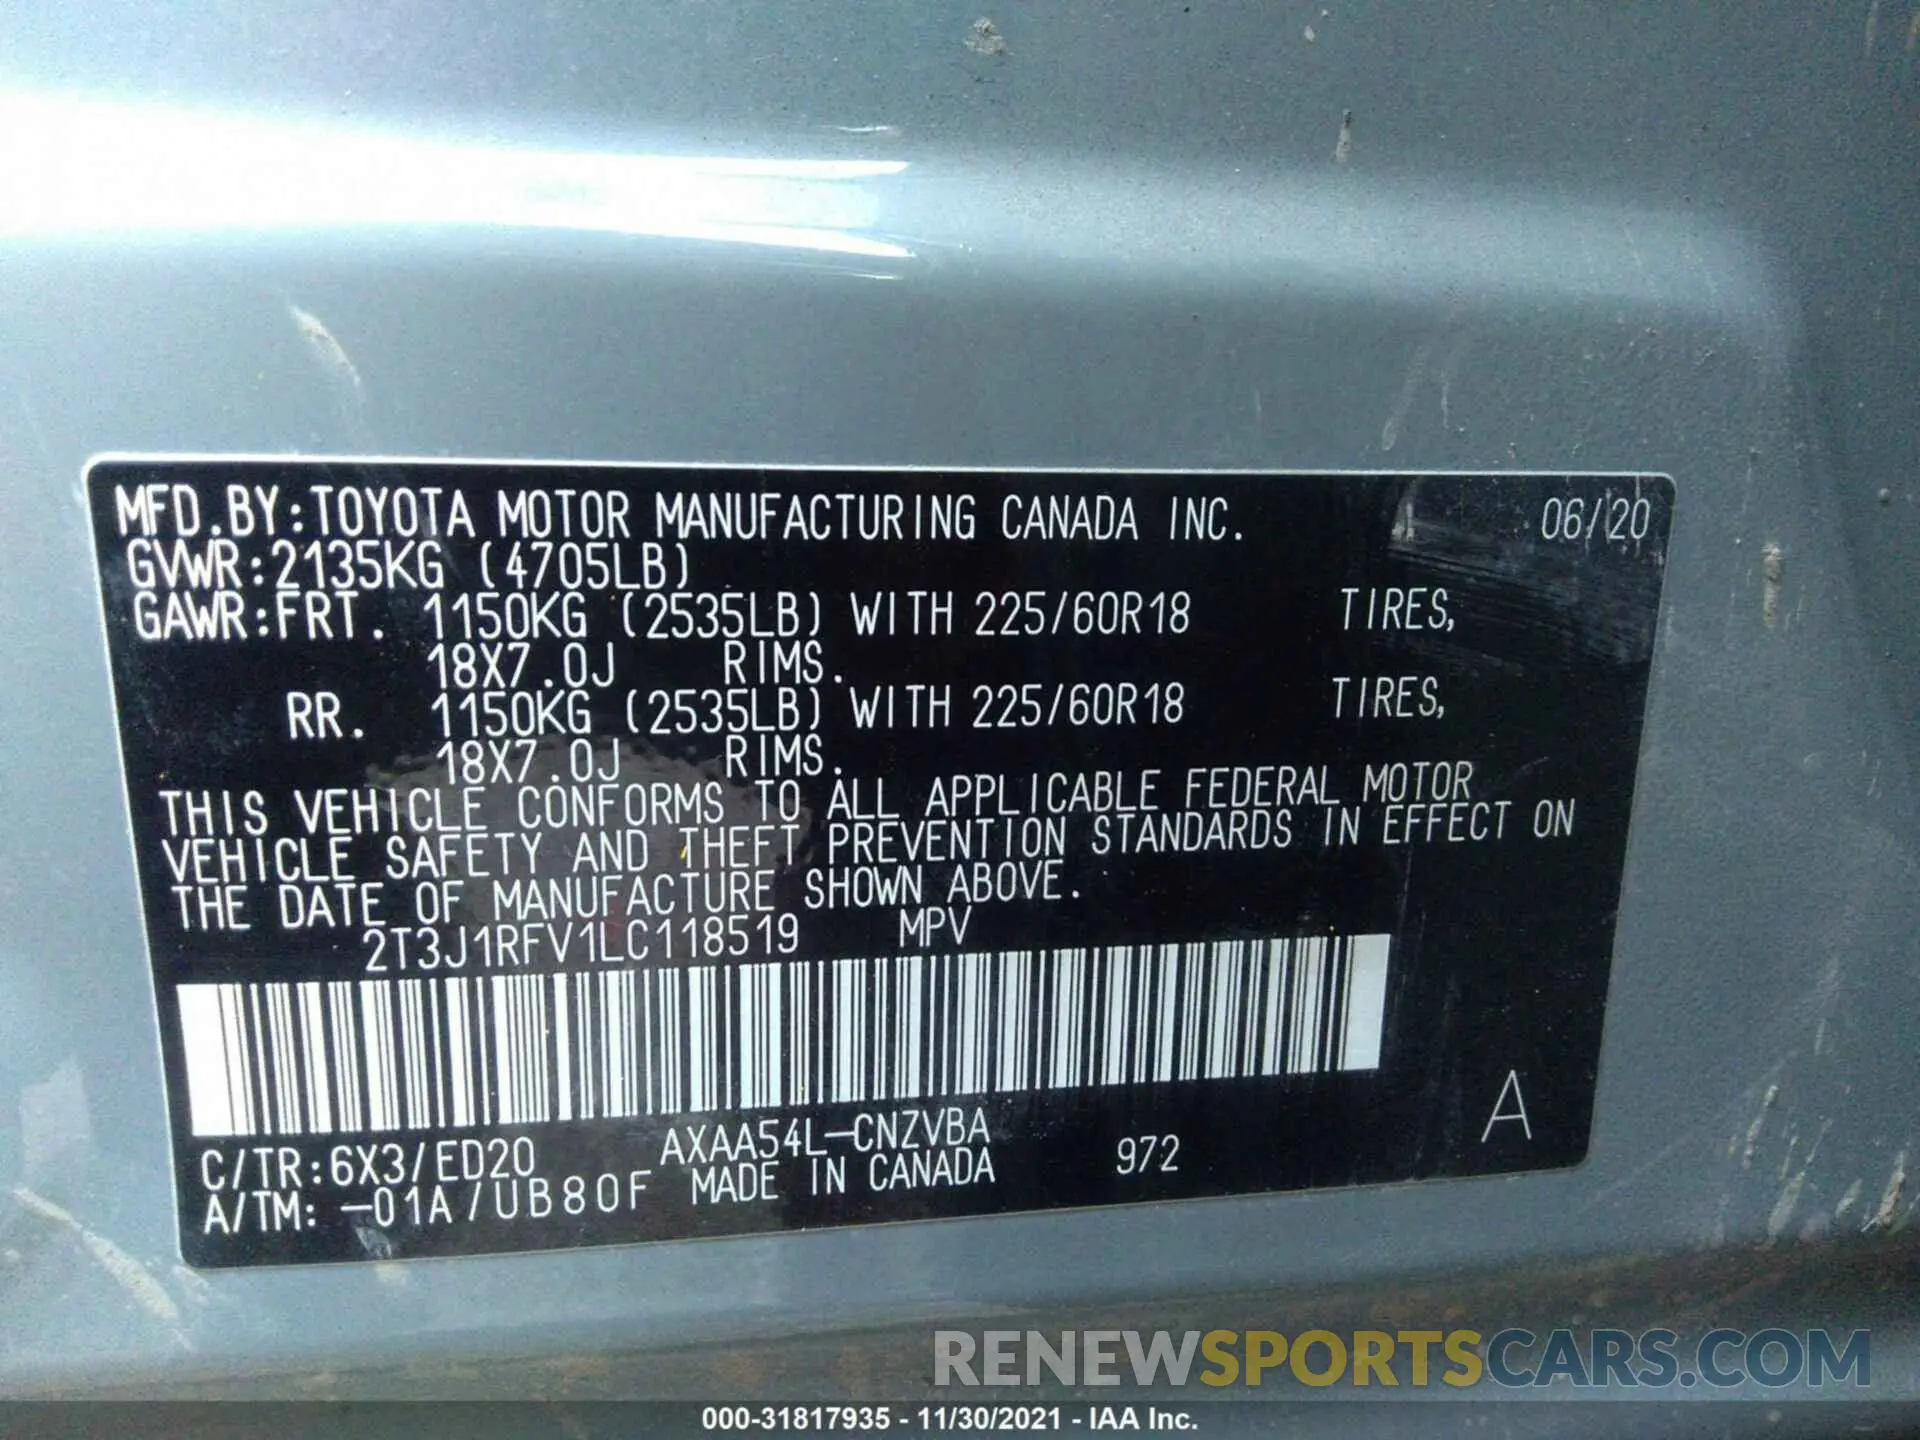 MFD.BY:TOYOTA MOTOR MANUFACTURING CANADA INC. 06/20
GVWR:2135KG (4705LB)
GAWR:FRT. 1150KG (2535LB) WITH 225/60R18 TIRES,
18X7.0J RIMS.
RR. 1150KG (2535LB) WITH 225/60R18 TIRES,
18X7.0J RIMS.
THIS VEHICLE CONFORMS TO ALL APPLICABLE FEDERAL MOTOR
VEHICLE SAFETY AND THEFT PREVENTION STANDARDS IN EFFECT ON
THE DATE OF MANUFACTURE SHOWN ABOVE.
2T3J1RFV1LC118519 MPV
C/TR:6X3/ED20 AXAA54L-CNZVBA 972 A
A/TM:-01A/UB80F MADE IN CANADA
RENEWSPORTSCARS.COM
000-31817935 - 11/30/2021 - IAA Inc.